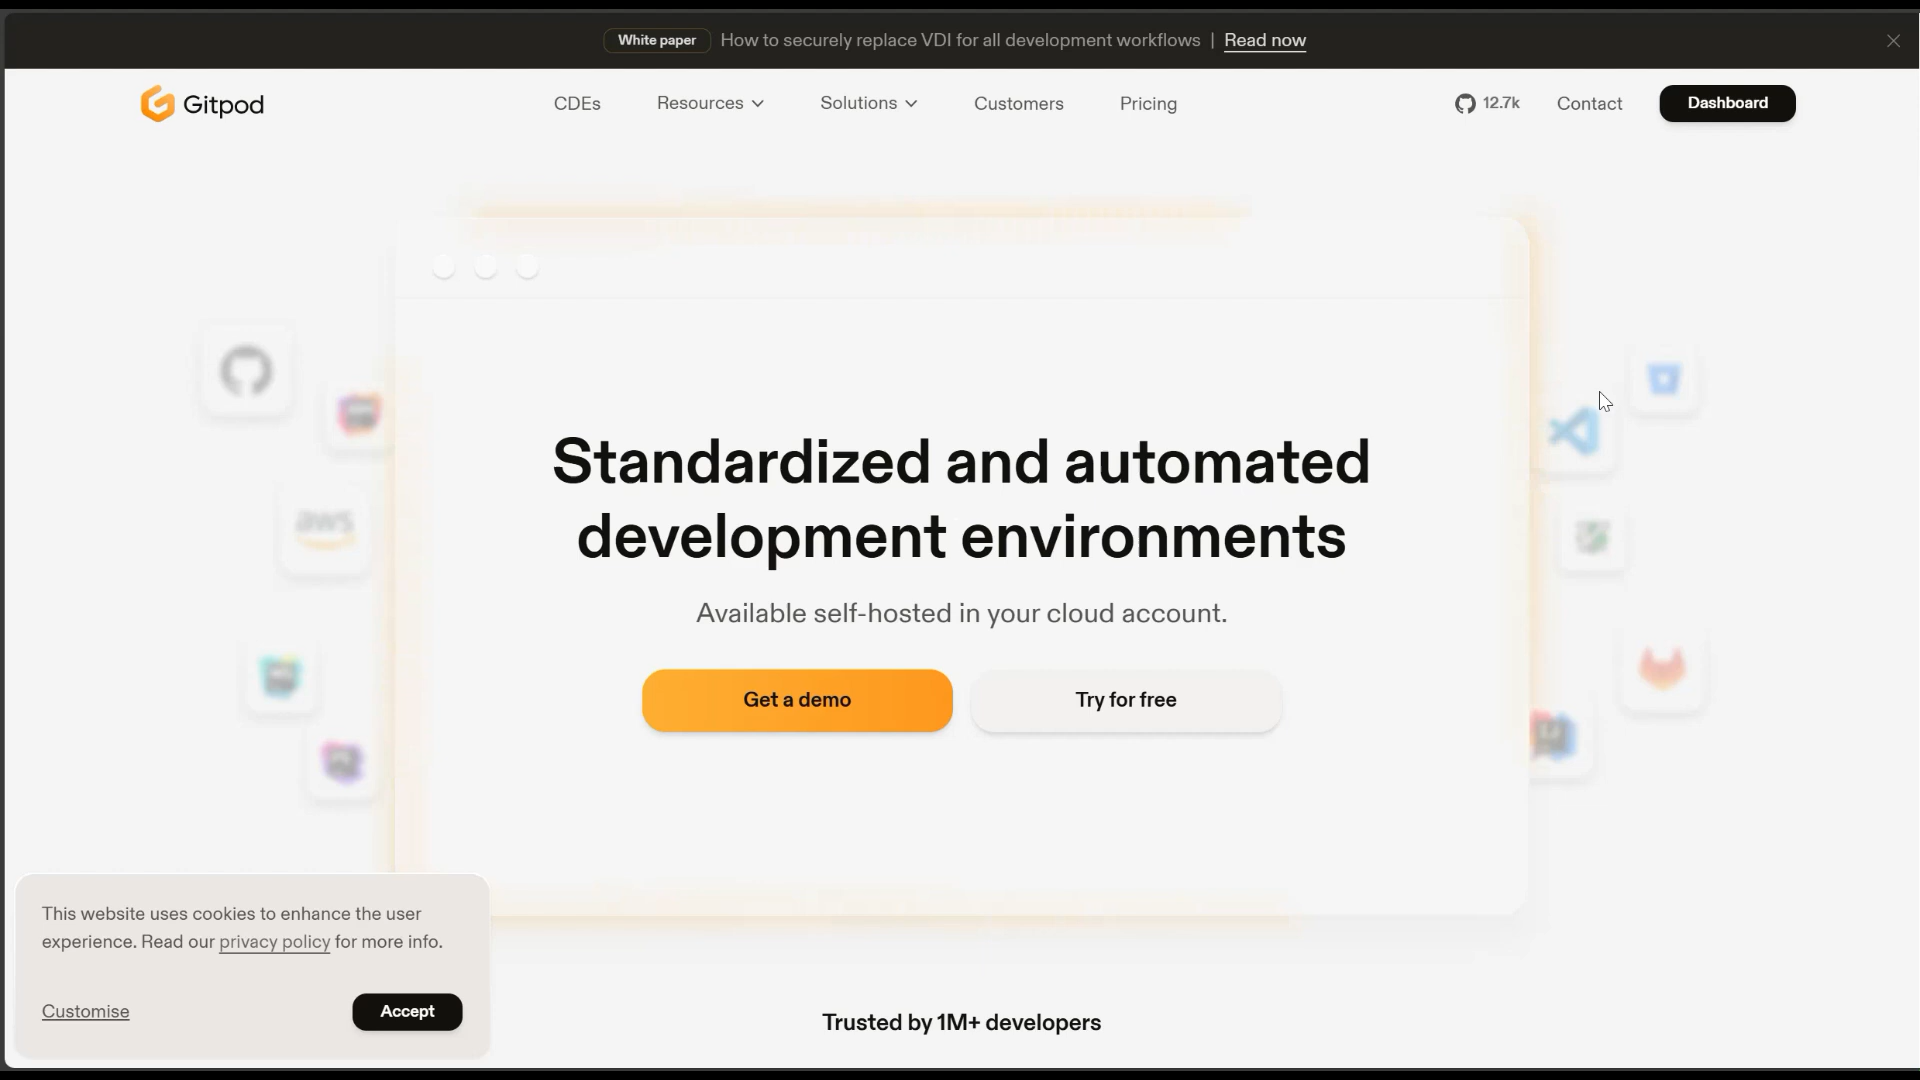 White paper How to securely replace VDI for all development workflows | Read now
Gitpod
CDEs
Resources
Solutions
Customers
Pricing
12.7k
Contact
Dashboard
aws
Standardized and automated
development environments
Available self-hosted in your cloud account.
Get a demo
Try for free
This website uses cookies to enhance the user
experience. Read our privacy policy for more info.
Customise
Accept
Trusted by 1M+ developers